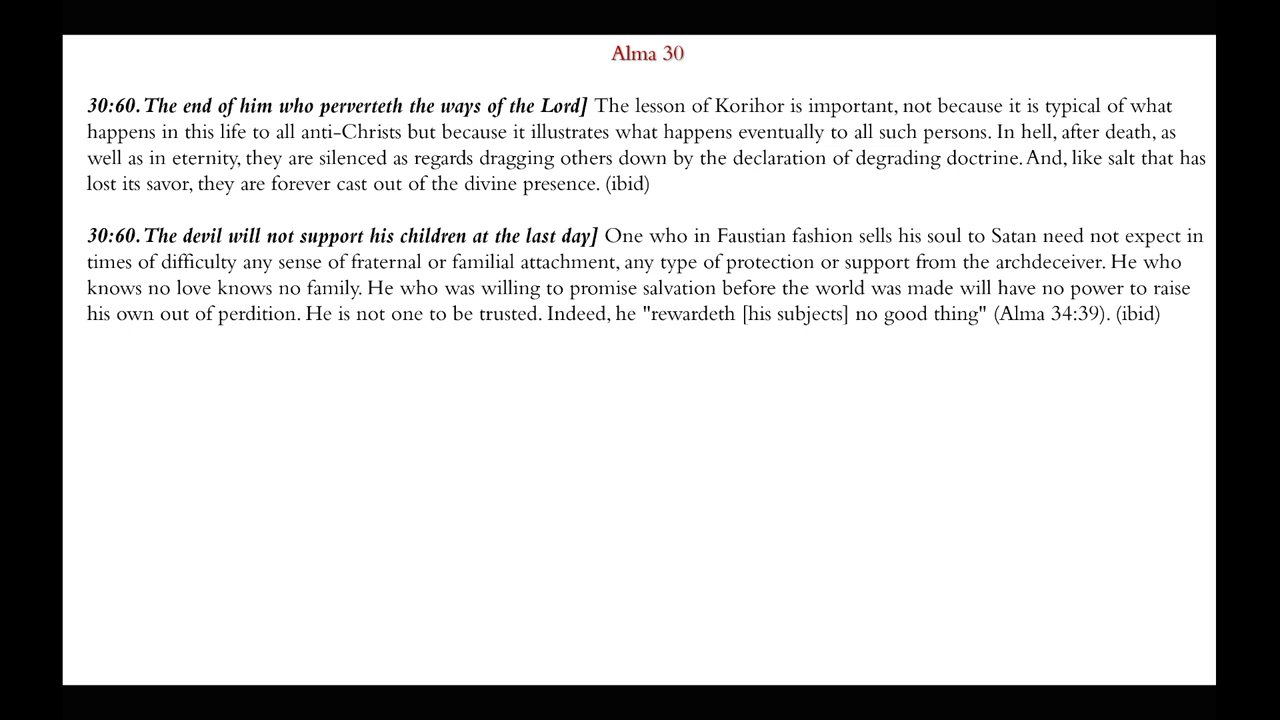 Alma 30
30:60. The end of him who perverteth the ways of the Lord] The lesson of Korihor is important, not because it is typical of what
happens in this life to all anti-Christs but because it illustrates what happens eventually to all such persons. In hell, after death, as
well as in eternity, they are silenced as regards dragging others down by the declaration of degrading doctrine. And, like salt that has
lost its savor, they are forever cast out of the divine presence. (ibid)
30:60. The devil will not support his children at the last day] One who in Faustian fashion sells his soul to Satan need not expect in
times of difficulty any sense of fraternal or familial attachment, any type of protection or support from the archdeceiver. He who
knows no love knows no family. He who was willing to promise salvation before the world was made will have no power to raise
his own out of perdition. He is not one to be trusted. Indeed, he "rewardeth [his subjects] no good thing" (Alma 34:39). (ibid)